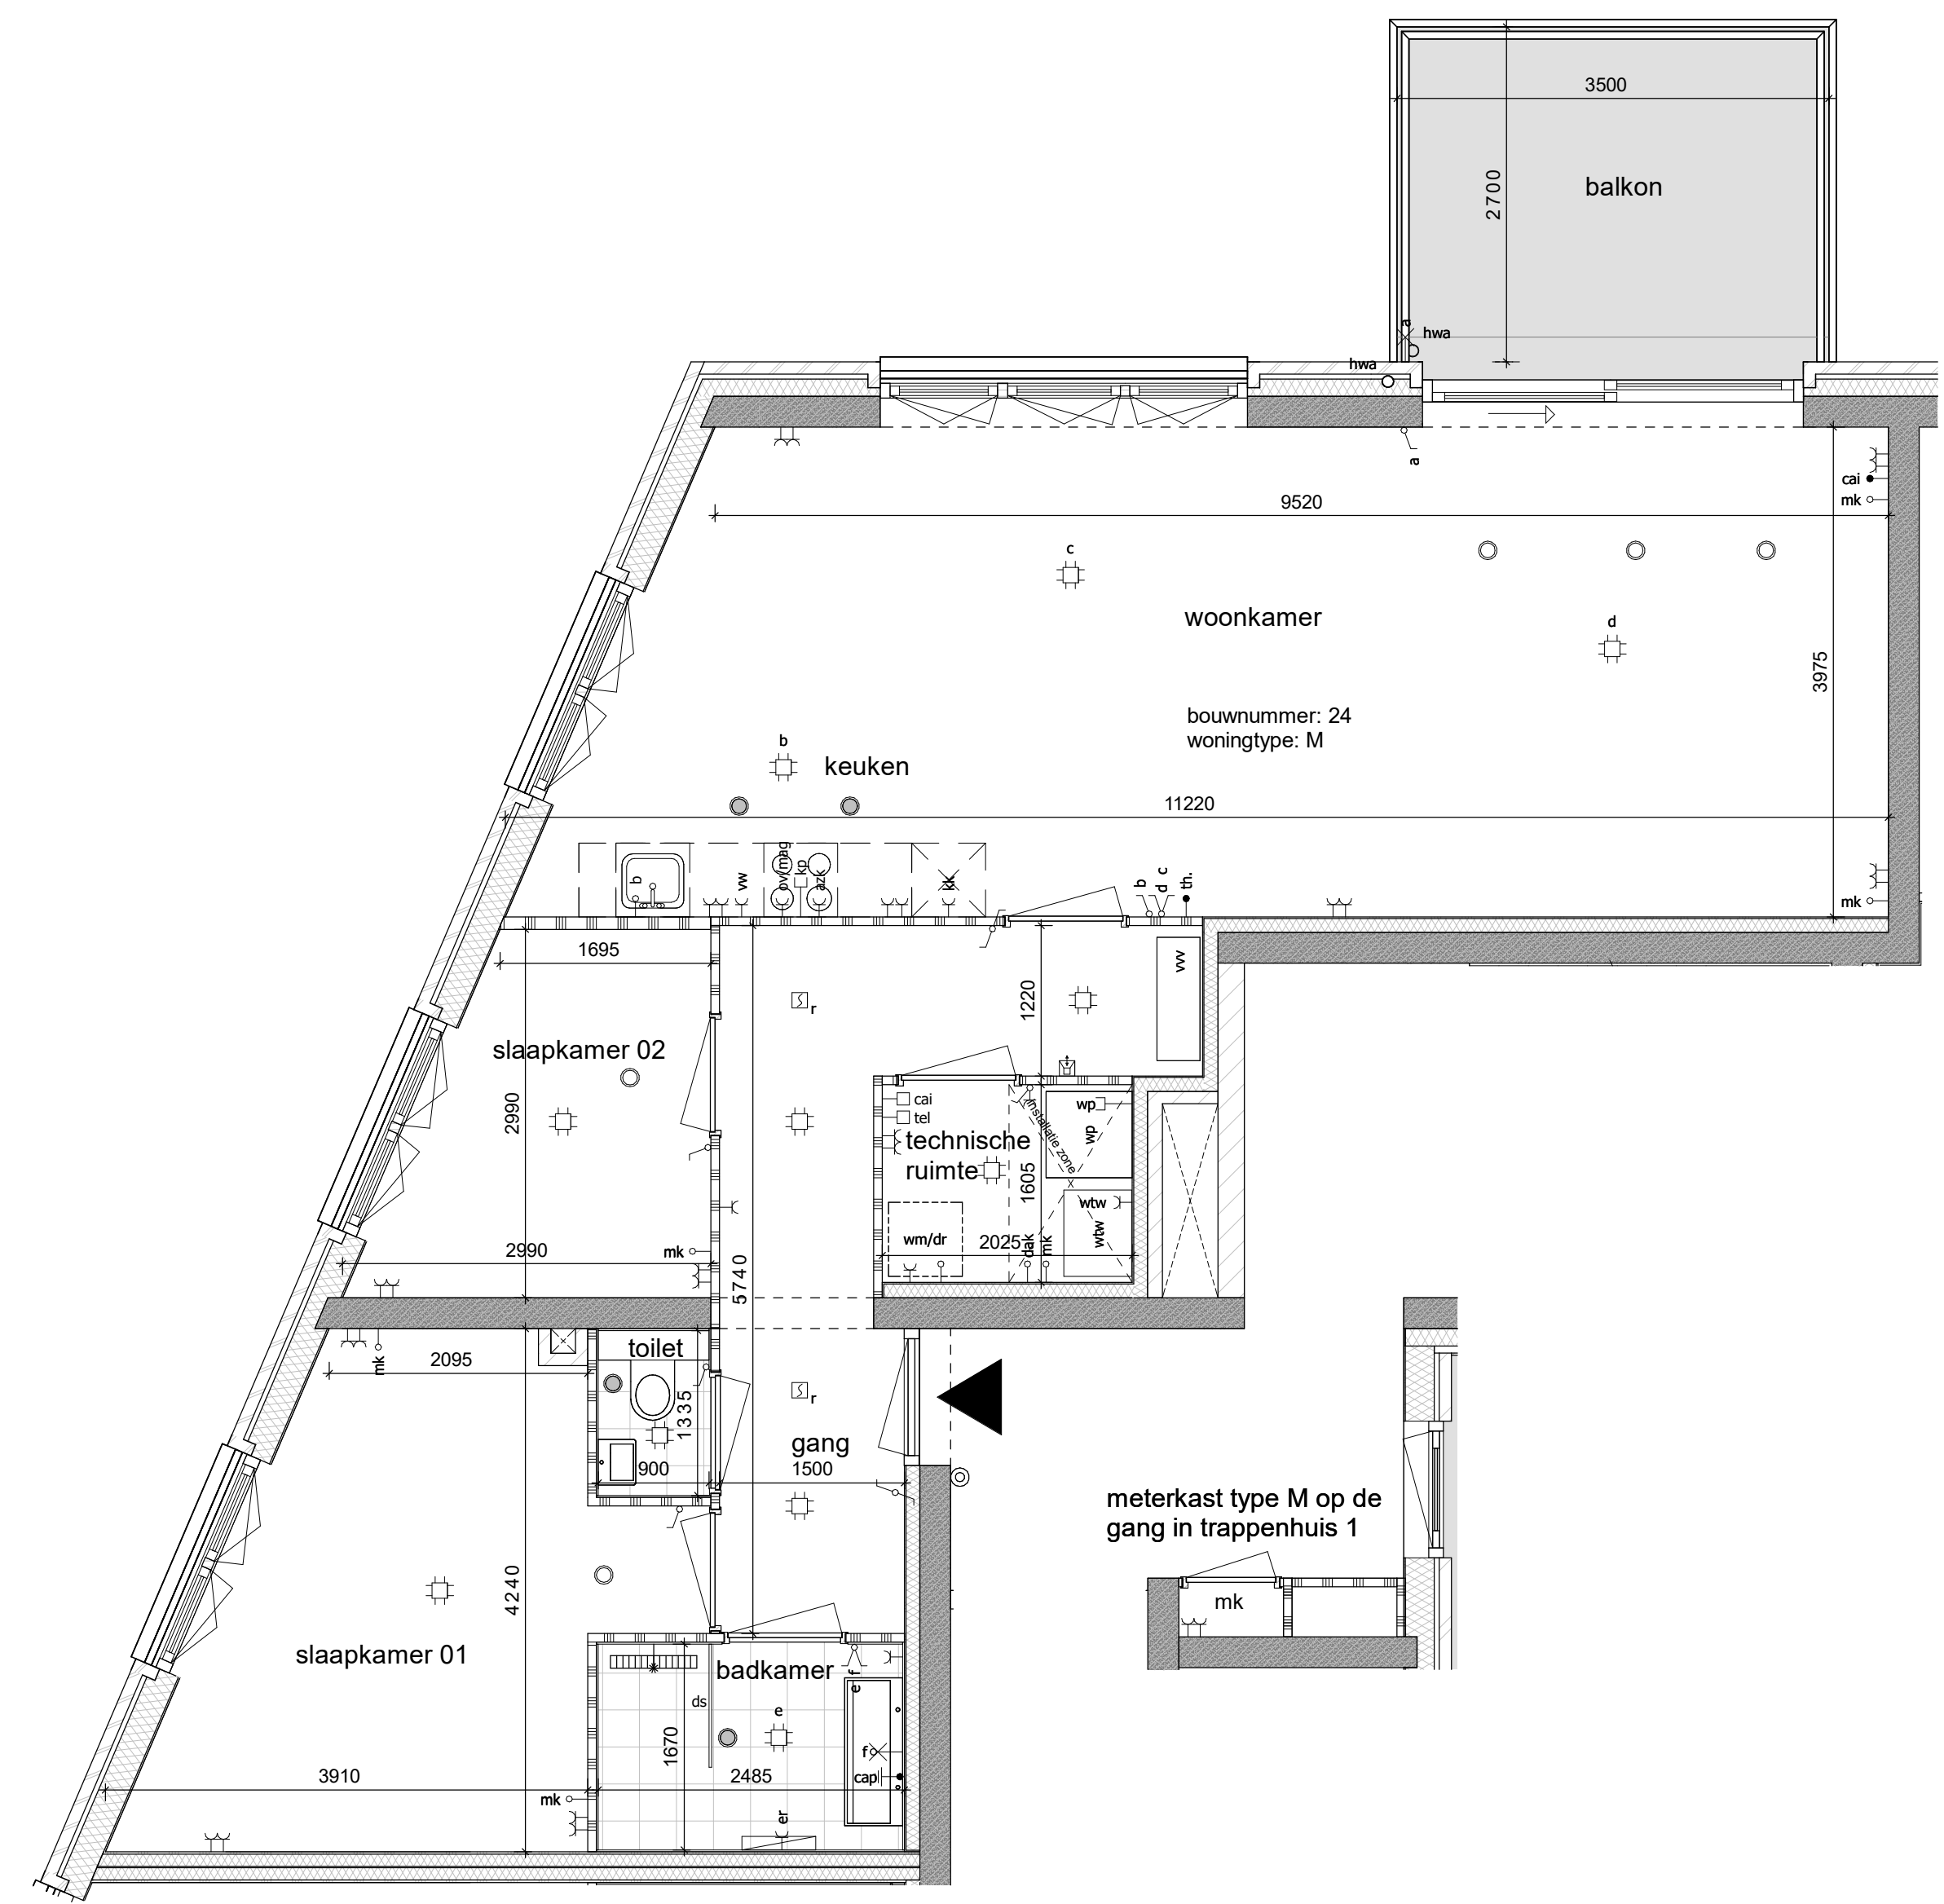 3500
2700
balkon
a
hwa
hwa
a
cai
mk
9520
c
woonkamer
d
3975
bouwnummer: 24
woningtype: M
b
keuken
11220
b
vw
ov/mag
kp
azk
kk
b
d c
th.
mk
1695
vvv
r
1220
slaapkamer 02
2990
cai
tel
wp
wp
installatie zone
technische
ruimte
1605
wtw
wtw
wm/dr
2025
dak
mk
2990
mk
5740
mk
2095
toilet
1335
r
gang
900
1500
meterkast type M op de
gang in trappenhuis 1
mk
4240
slaapkamer 01
badkamer
e f
ds
e
1670
f
cap
3910
2485
mk
er